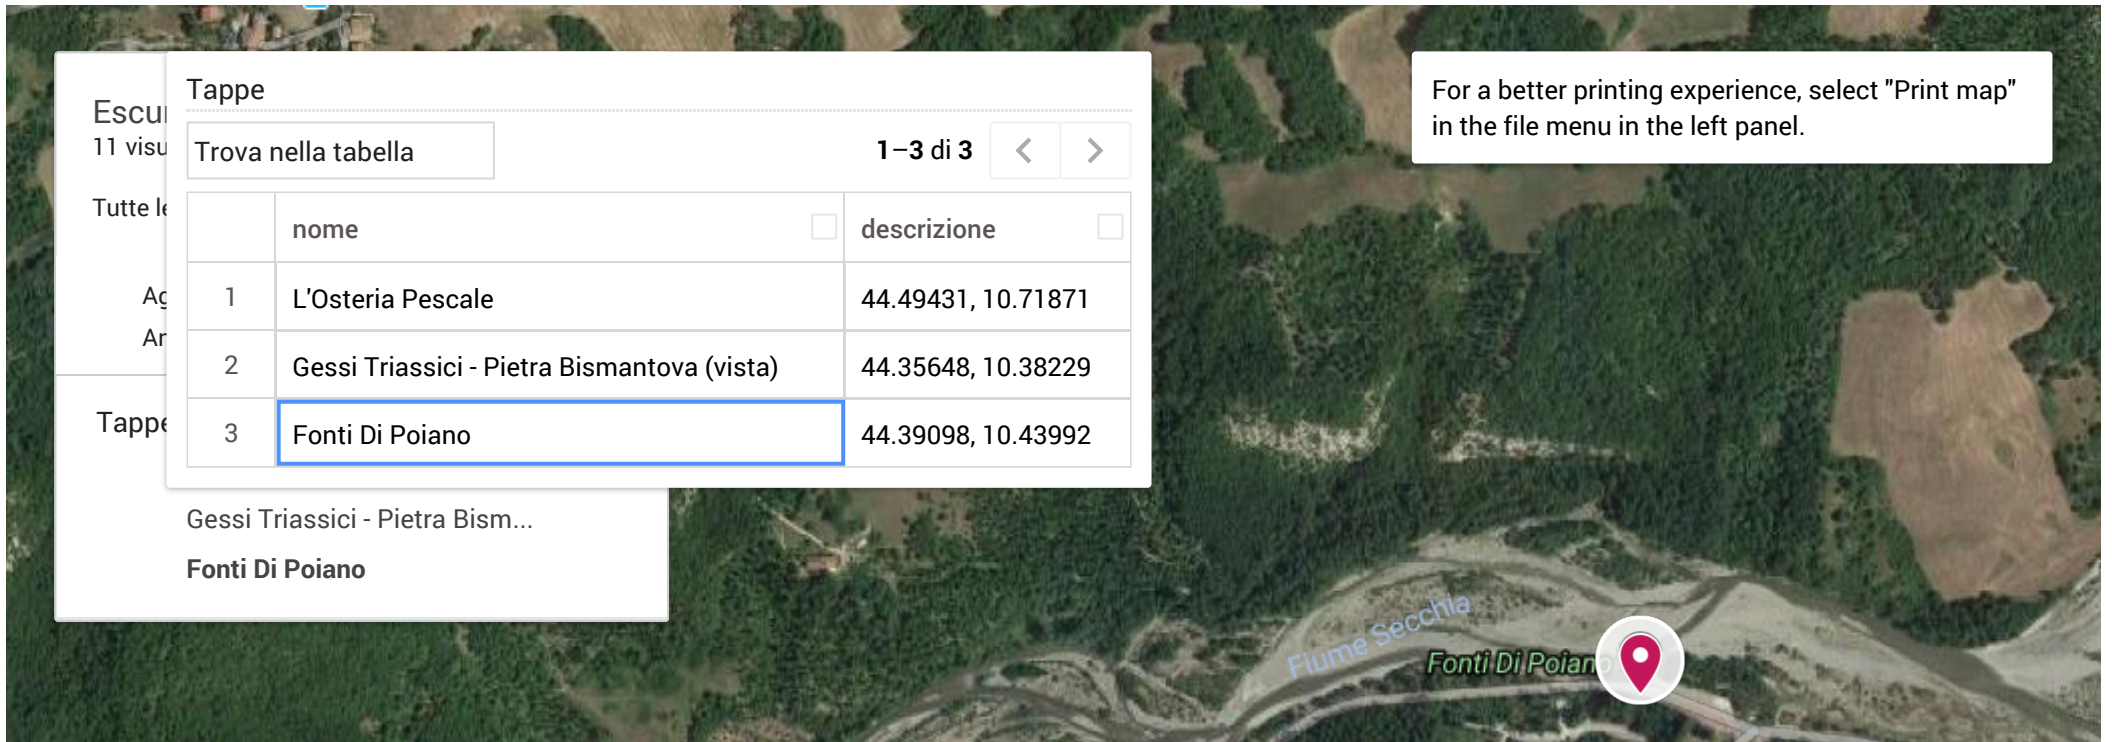 Tappe
Escu
11 visu
Trova nella tabella
1–3 di 3
For a better printing experience, select "Print map"
in the file menu in the left panel.
Tutte le
nome
descrizione
1
L'Osteria Pescale
44.49431, 10.71871
2
Gessi Triassici - Pietra Bismantova (vista)
44.35648, 10.38229
3
Fonti Di Poiano
44.39098, 10.43992
Tappe
Gessi Triassici - Pietra Bism...
Fonti Di Poiano
Fiume Secchia
Fonti Di Poiano